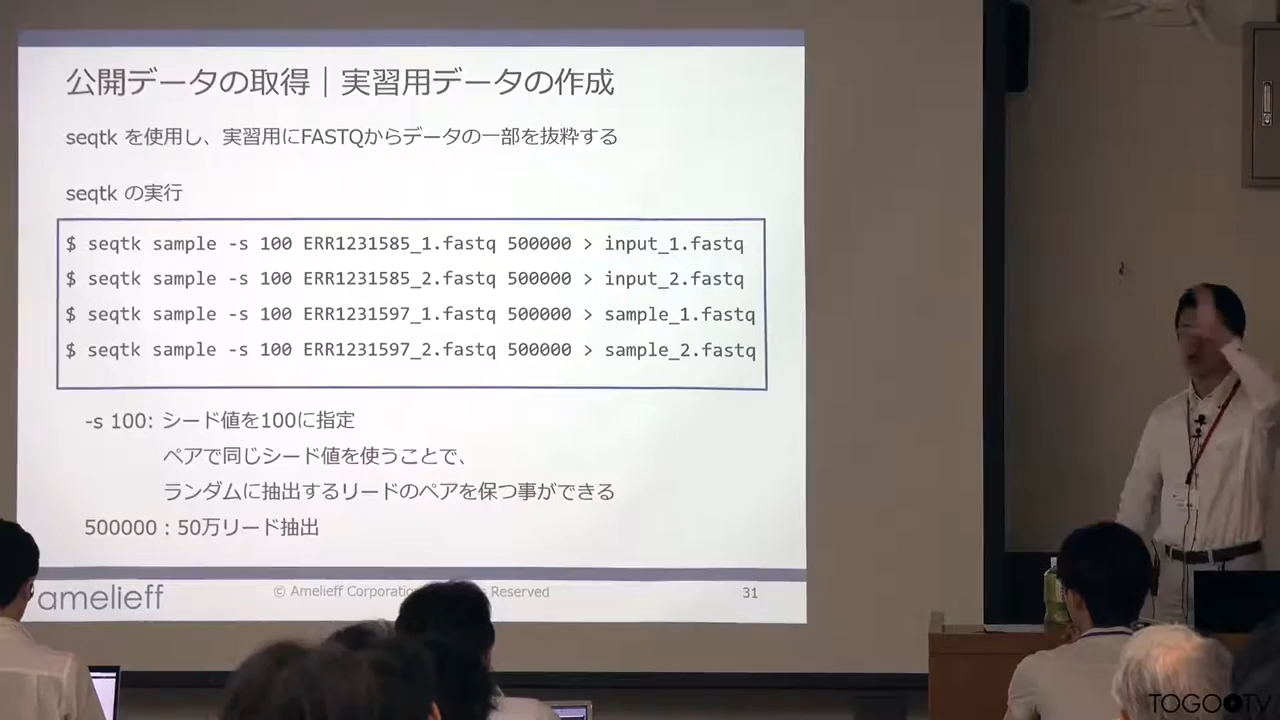 公開データの取得｜実習用データの作成
seqtk を使用し、実習用にFASTQからデータの一部を抜粋する
seqtk の実行
$ seqtk sample -s 100 ERR1231585_1.fastq 500000 > input_1.fastq
$ seqtk sample -s 100 ERR1231585_2.fastq 500000 > input_2.fastq
$ seqtk sample -s 100 ERR1231597_1.fastq 500000 > sample_1.fastq
$ seqtk sample -s 100 ERR1231597_2.fastq 500000 > sample_2.fastq
-s 100: シード値を100に指定
ペアで同じシード値を使うことで、
ランダムに抽出するリードのペアを保つ事ができる
500000：50万リード抽出
amelieff
© Amelieff Corporatio Reserved
31
TOGOTV